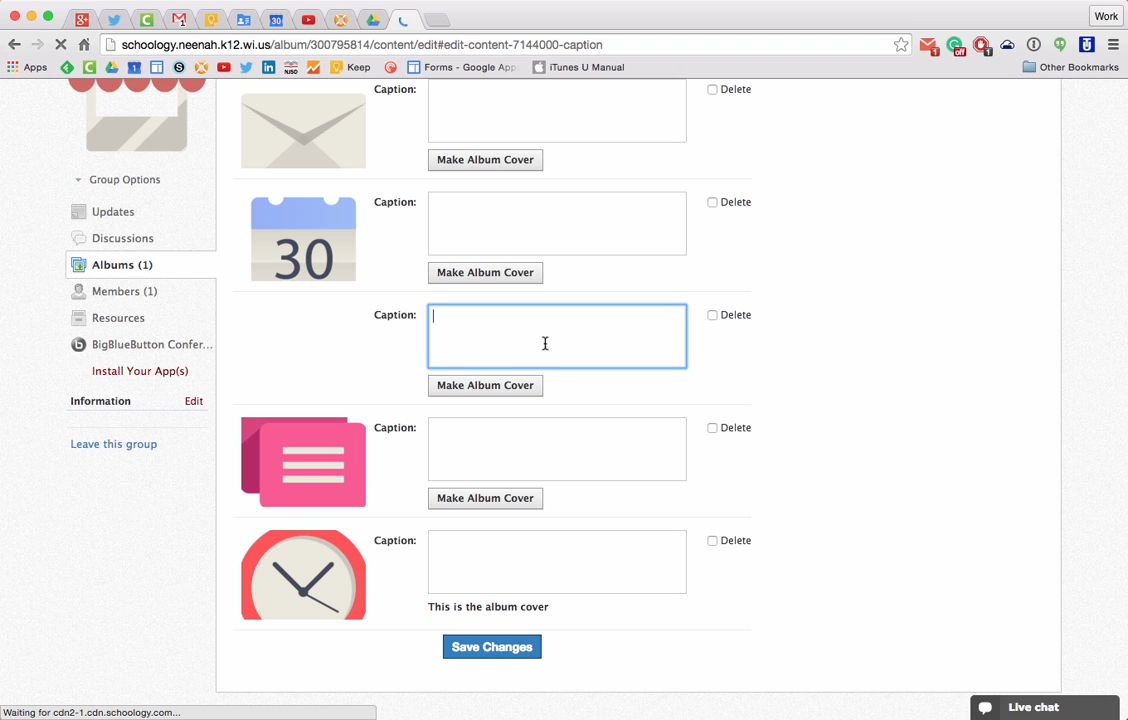 Work
schoology.neenah.k12.wi.us/album/300795814/content/edit#edit-content-7144000-caption
Apps Keep Forms - Google App iTunes U Manual Other Bookmarks
Caption: Delete
Make Album Cover
Group Options
Caption: Delete
Updates
30
Discussions
Albums (1)
Make Album Cover
Members (1)
Caption: Delete
Resources
BigBlueButton Confer...
Install Your App(s)
Make Album Cover
Information Edit
Caption: Delete
Leave this group
Make Album Cover
Caption: Delete
This is the album cover
Save Changes
Live chat
Waiting for cdn2-1.cdn.schoology.com...